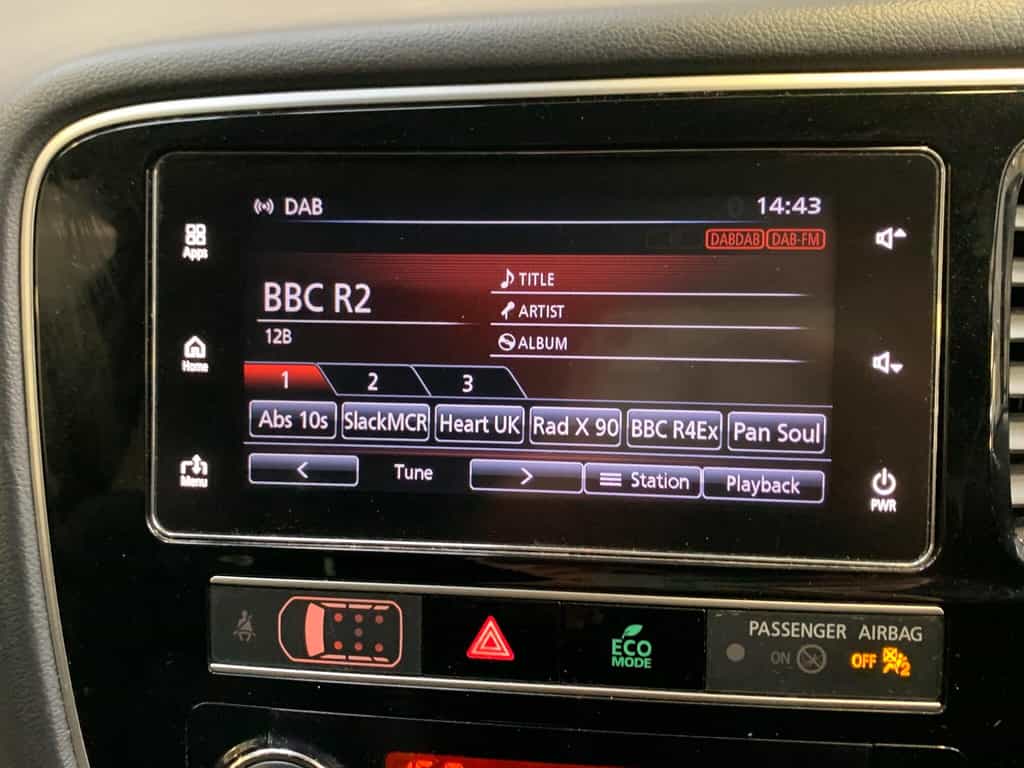 DAB 14:43
DABDAB DAB-FM
Apps
TITLE
BBC R2
ARTIST
12B
ALBUM
Home
1 2 3
Abs 10s SlackMCR Heart UK Rad X 90 BBC R4Ex Pan Soul
< Tune > Station Playback
Menu
PWR
PASSENGER AIRBAG
ECO
MODE
ON OFF 2